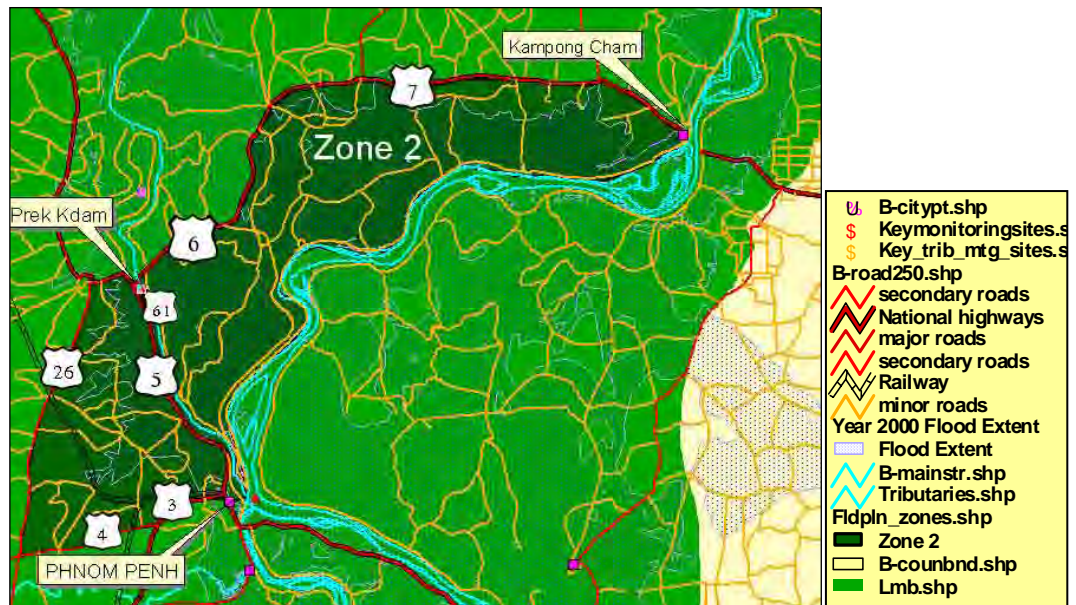 Kampong Cham
7
Zone 2
Prek Kdam
6
61
26
5
3
4
PHNOM PENH
% B-citypt.shp
$ Keymonitoringsites.s
$ Key_trib_mtg_sites.s
B-road250.shp
secondary roads
National highways
major roads
secondary roads
Railway
minor roads
Year 2000 Flood Extent
Flood Extent
B-mainstr.shp
Tributaries.shp
Fldpln_zones.shp
Zone 2
B-counbnd.shp
Lmb.shp